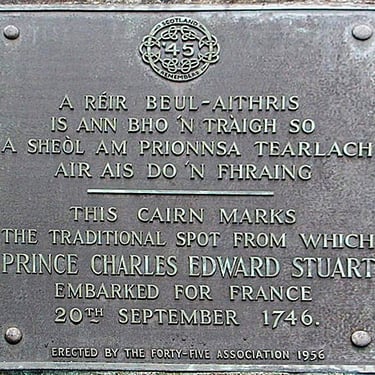 SCOTLAND
'45
REMEMBERS
A RÉIR BEUL-AITHRIS
IS ANN BHO 'N TRÀIGH SO
A SHEÒL AM PRIONNSA TEARLACH
AIR AIS DO 'N FHRAING
THIS CAIRN MARKS
THE TRADITIONAL SPOT FROM WHICH
PRINCE CHARLES EDWARD STUART
EMBARKED FOR FRANCE
20TH SEPTEMBER 1746.
ERECTED BY THE FORTY-FIVE ASSOCIATION 1956